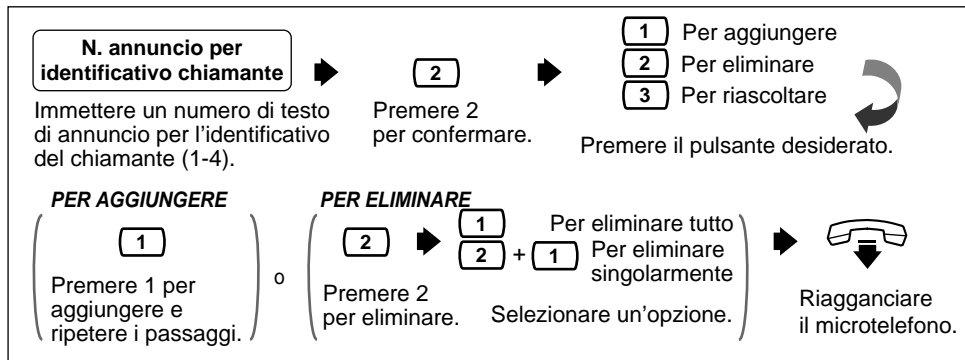 N. annuncio per
identificativo chiamante
Immettere un numero di testo
di annuncio per l'identificativo
del chiamante (1-4).
2
Premere 2
per confermare.
1 Per aggiungere
2 Per eliminare
3 Per riascoltare
Premere il pulsante desiderato.
PER AGGIUNGERE
1
Premere 1 per
aggiungere e
ripetere i passaggi.
o
PER ELIMINARE
2
Premere 2
per eliminare.
1 Per eliminare tutto
2 + 1 Per eliminare
singolarmente
Selezionare un'opzione.
Riagganciare
il microtelefono.